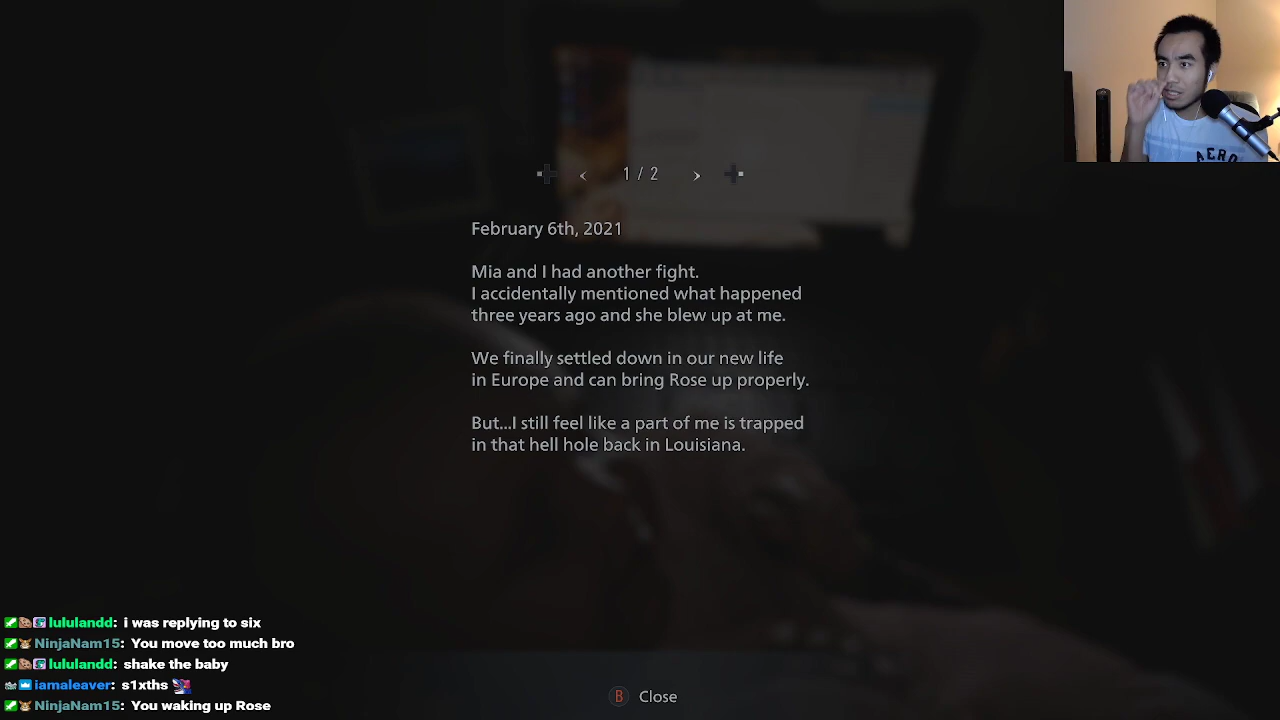 1 / 2
February 6th, 2021
Mia and I had another fight.
I accidentally mentioned what happened
three years ago and she blew up at me.
We finally settled down in our new life
in Europe and can bring Rose up properly.
But...I still feel like a part of me is trapped
in that hell hole back in Louisiana.
AERO
lululandd: i was replying to six
NinjaNam15: You move too much bro
lululandd: shake the baby
iamaleaver: s1xths
NinjaNam15: You waking up Rose
B Close